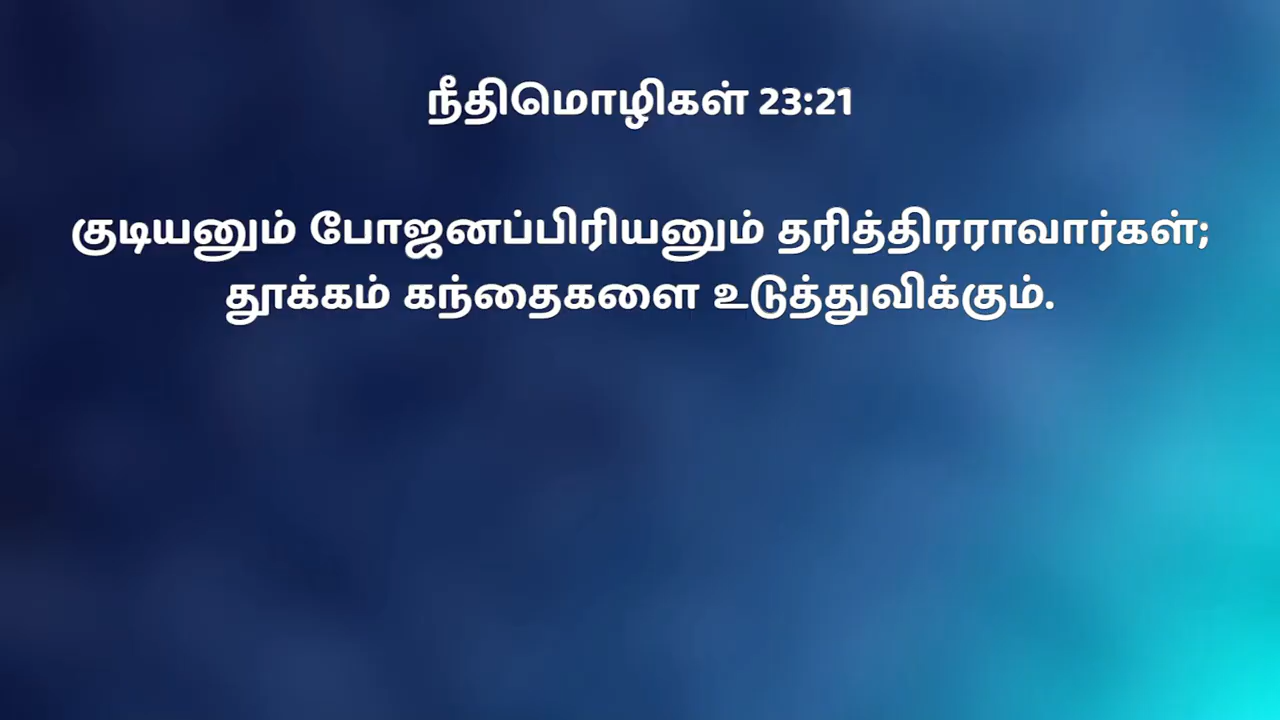 நீதிமொழிகள் 23:21
குடியனும் போஜனப்பிரியனும் தரித்திரராவார்கள்;
தூக்கம் கந்தைகளை உடுத்துவிக்கும்.